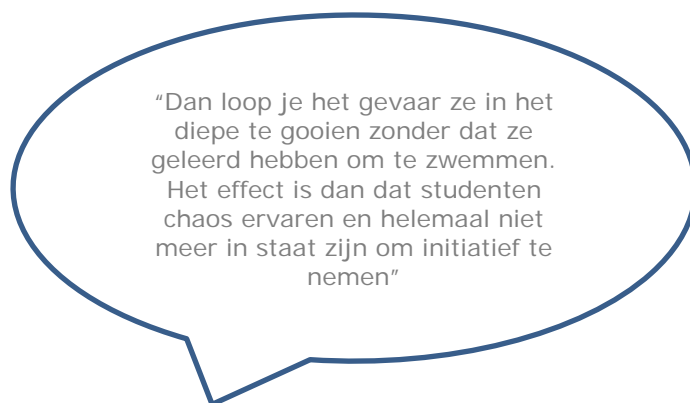 “Dan loop je het gevaar ze in het
diepe te gooien zonder dat ze
geleerd hebben om te zwemmen.
Het effect is dan dat studenten
chaos ervaren en helemaal niet
meer in staat zijn om initiatief te
nemen”